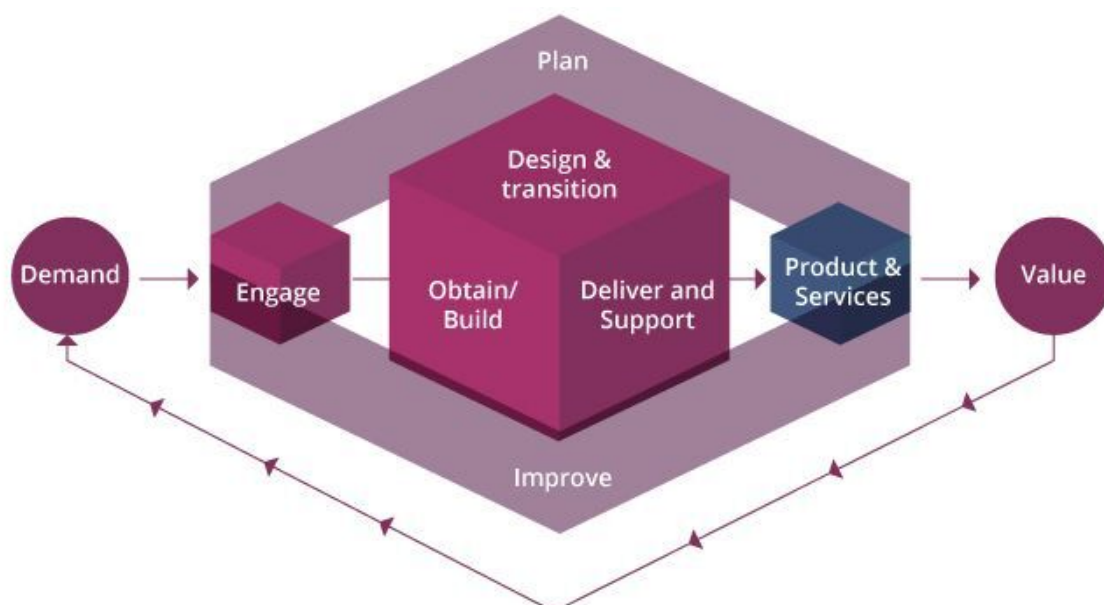 Plan
Design &
transition
Demand
Engage
Obtain/
Build
Deliver and
Support
Product &
Services
Value
Improve